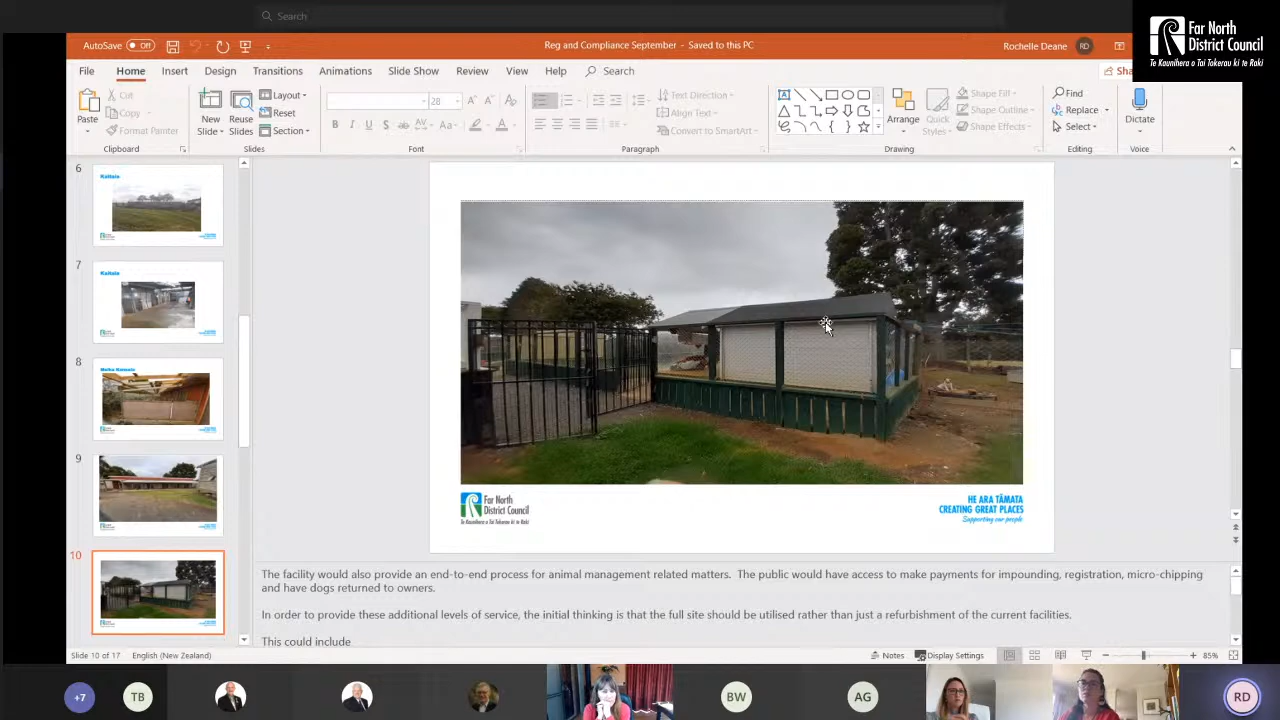 Search
Far North
District Council
Te Kaunihera o Tai Tokerau ki te Raki
AutoSave Off
Reg and Compliance September - Saved to this PC
Rochelle Deane RD
File Home Insert Design Transitions Animations Slide Show Review View Help Search
Sha
Paste
Cut
Copy
Format Painter
Clipboard
New
Slide
Reuse
Slides
Layout
Reset
Section
Slides
28
Font
Text Direction
Align Text
Convert to SmartArt
Paragraph
Arrange
Quick
Styles
Shape Fill
Shape Outline
Shape Effects
Drawing
Find
Replace
Select
Editing
Dictate
Voice
6
Kaitaia
7
Kaitaia
8
9
10
Far North
District Council
Te Kaunihera o Tai Tokerau ki te Raki
HE ARA TĀMATA
CREATING GREAT PLACES
Supporting our people
The facility would also provide an end-to-end process for animal management related matters. The public would have access to make payments for impounding, registration, micro-chipping
and have dogs returned to owners.
In order to provide these additional levels of service, the initial thinking is that the full site should be utilised rather than just a refurbishment of the current facilities.
This could include
Slide 10 of 17 English (New Zealand)
Notes Display Settings 85%
+7 TB BW AG RD